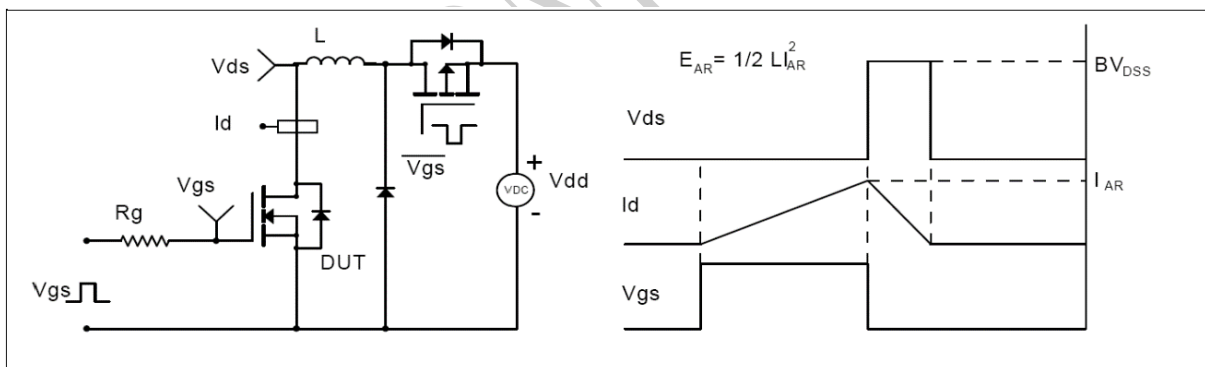 L
Vds
Id
Vgs
Rg
DUT
Vgs
Vgs
+
VDC
-
Vdd
E_AR = 1/2 LI_AR^2
Vds
BV_DSS
Id
I_AR
Vgs